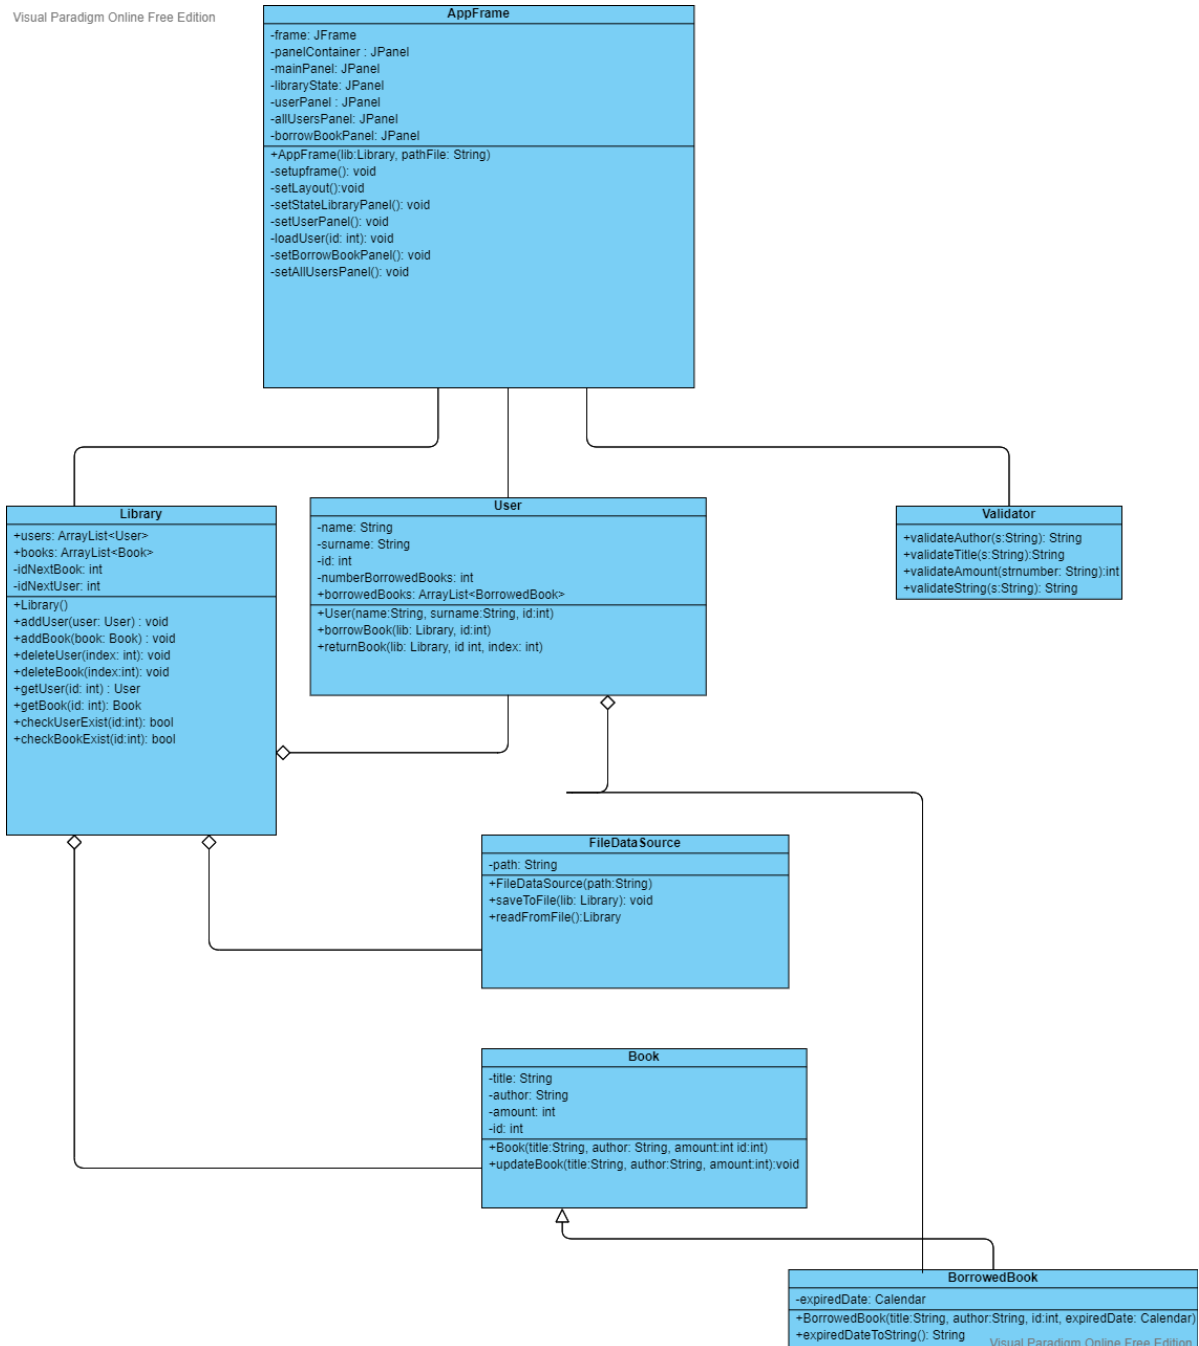 Visual Paradigm Online Free Edition
AppFrame
-frame: JFrame
-panelContainer : JPanel
-mainPanel: JPanel
-libraryState: JPanel
-userPanel : JPanel
-allUsersPanel: JPanel
-borrowBookPanel: JPanel
+AppFrame(lib:Library, pathFile: String)
-setupframe(): void
-setLayout():void
-setStateLibraryPanel(): void
-setUserPanel(): void
-loadUser(id: int): void
-setBorrowBookPanel(): void
-setAllUsersPanel(): void
Library
+users: ArrayList<User>
+books: ArrayList<Book>
-idNextBook: int
-idNextUser: int
+Library()
+addUser(user: User) : void
+addBook(book: Book) : void
+deleteUser(index: int): void
+deleteBook(index:int): void
+getUser(id: int) : User
+getBook(id: int): Book
+checkUserExist(id:int): bool
+checkBookExist(id:int): bool
User
-name: String
-surname: String
-id: int
-numberBorrowedBooks: int
+borrowedBooks: ArrayList<BorrowedBook>
+User(name:String, surname:String, id:int)
+borrowBook(lib: Library, id:int)
+returnBook(lib: Library, id int, index: int)
Validator
+validateAuthor(s:String): String
+validateTitle(s:String):String
+validateAmount(strnumber: String):int
+validateString(s:String): String
FileDataSource
-path: String
+FileDataSource(path:String)
+saveToFile(lib: Library): void
+readFromFile():Library
Book
-title: String
-author: String
-amount: int
-id: int
+Book(title:String, author: String, amount:int id:int)
+updateBook(title:String, author:String, amount:int):void
BorrowedBook
-expiredDate: Calendar
+BorrowedBook(title:String, author:String, id:int, expiredDate: Calendar)
+expiredDateToString(): String
Visual Paradigm Online Free Edition